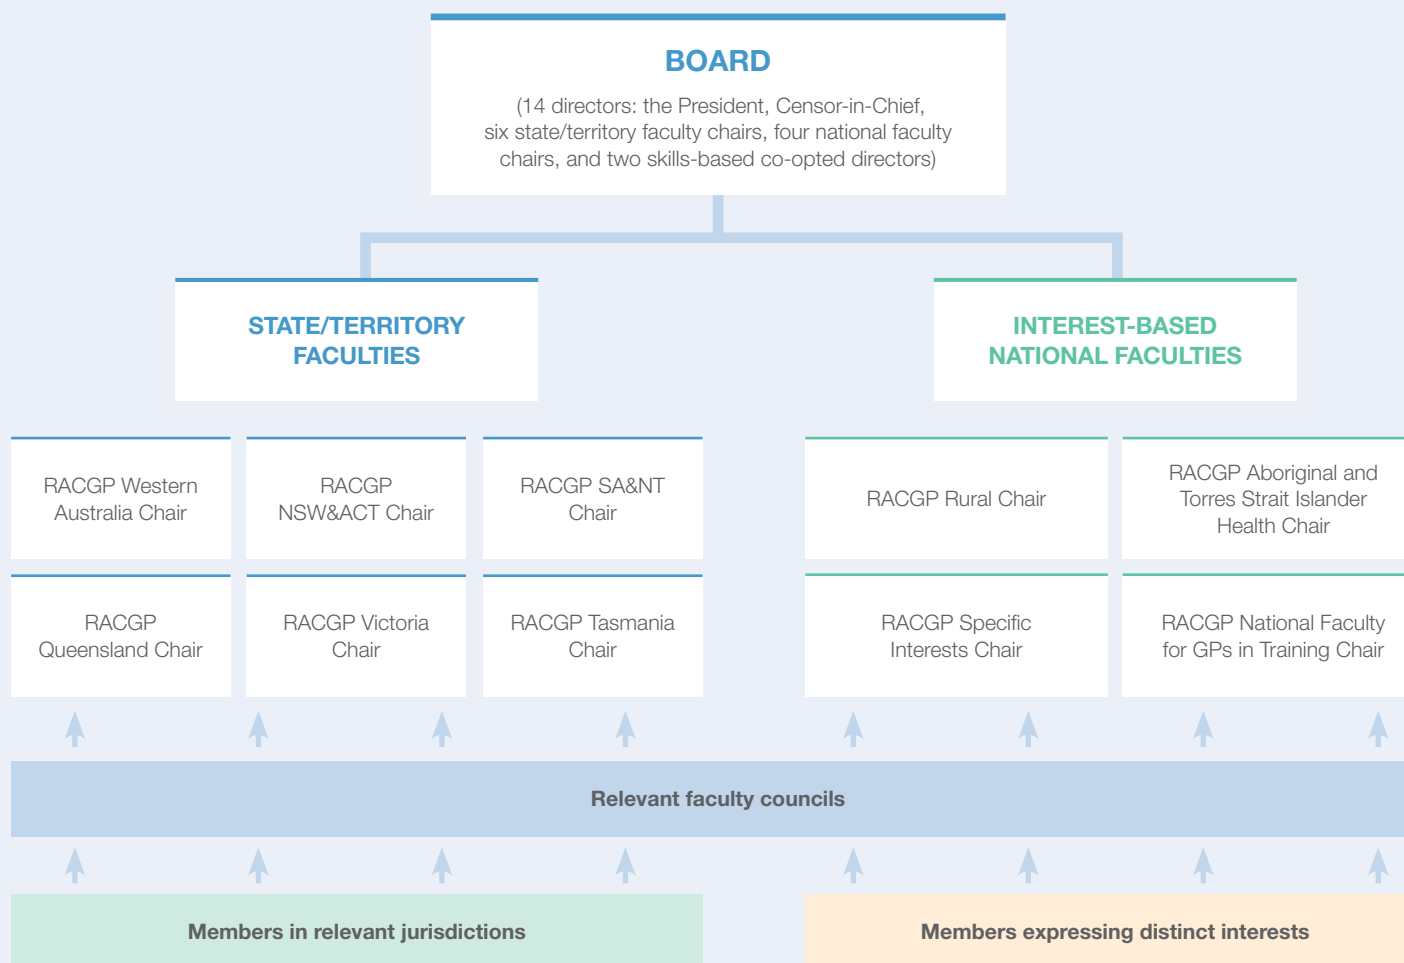 BOARD
(14 directors: the President, Censor-in-Chief,
six state/territory faculty chairs, four national faculty
chairs, and two skills-based co-opted directors)
STATE/TERRITORY
FACULTIES
INTEREST-BASED
NATIONAL FACULTIES
RACGP Western
Australia Chair
RACGP
NSW&ACT Chair
RACGP SA&NT
Chair
RACGP Rural Chair
RACGP Aboriginal and
Torres Strait Islander
Health Chair
RACGP
Queensland Chair
RACGP Victoria
Chair
RACGP Tasmania
Chair
RACGP Specific
Interests Chair
RACGP National Faculty
for GPs in Training Chair
Relevant faculty councils
Members in relevant jurisdictions
Members expressing distinct interests